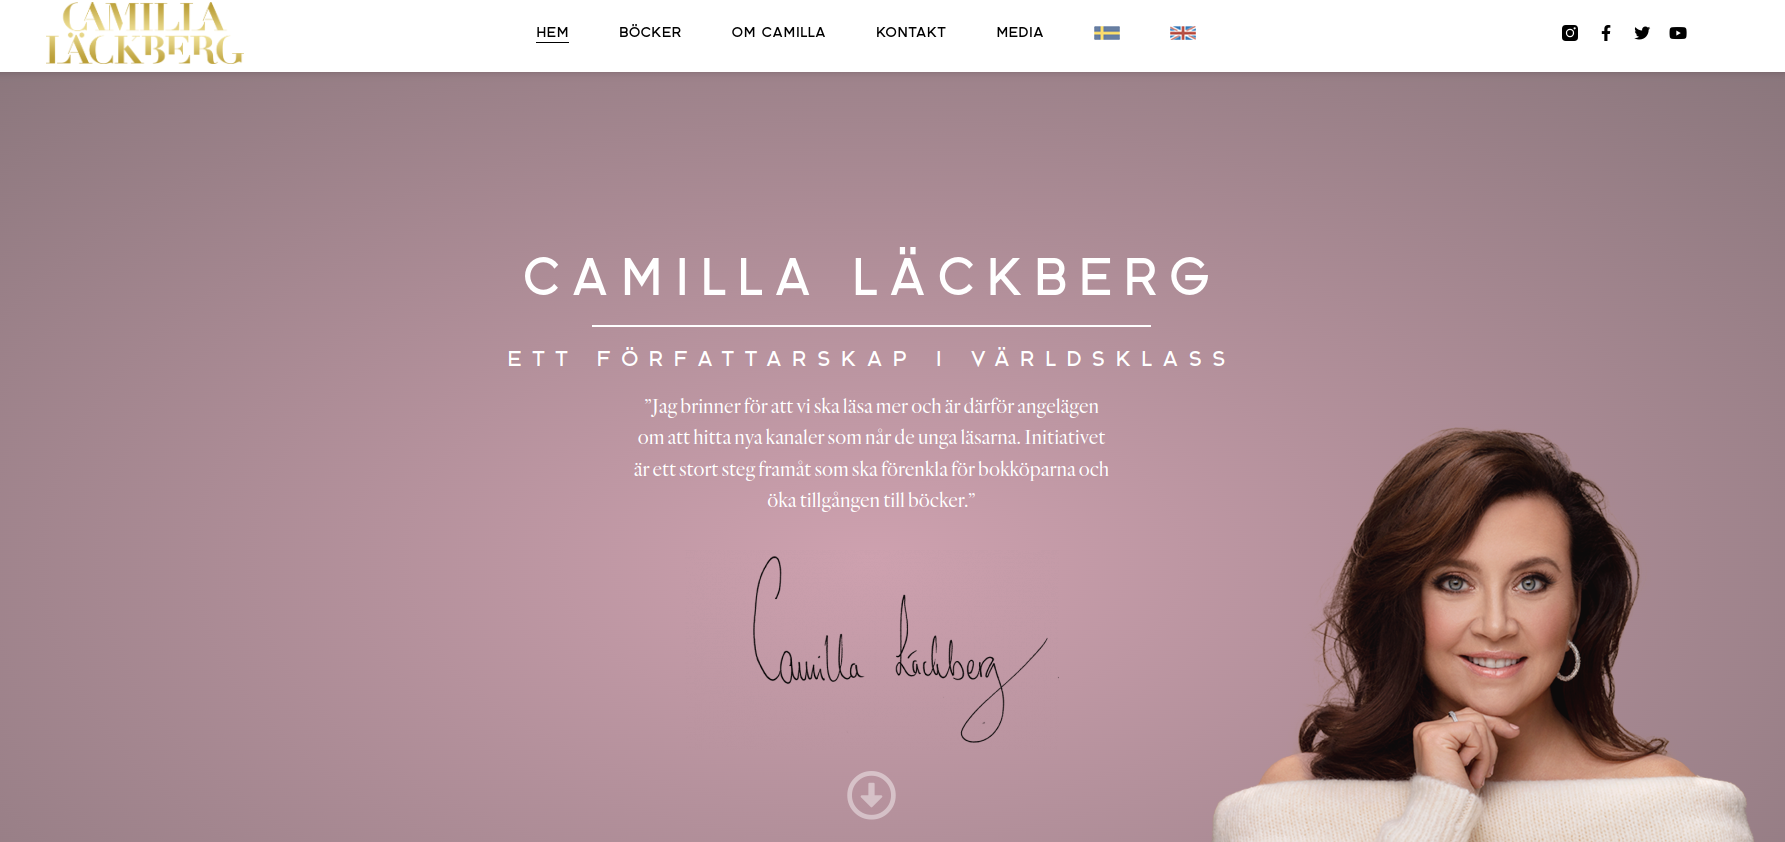 CAMILLA
LÄCKBERG
HEM BÖCKER OM CAMILLA KONTAKT MEDIA
CAMILLA LÄCKBERG
ETT FÖRFATTARSKAP I VÄRLDSKLASS
”Jag brinner för att vi ska läsa mer och är därför angelägen
om att hitta nya kanaler som når de unga läsarna. Initiativet
är ett stort steg framåt som ska förenkla för bokköparna och
öka tillgången till böcker.”
Camilla Läckberg